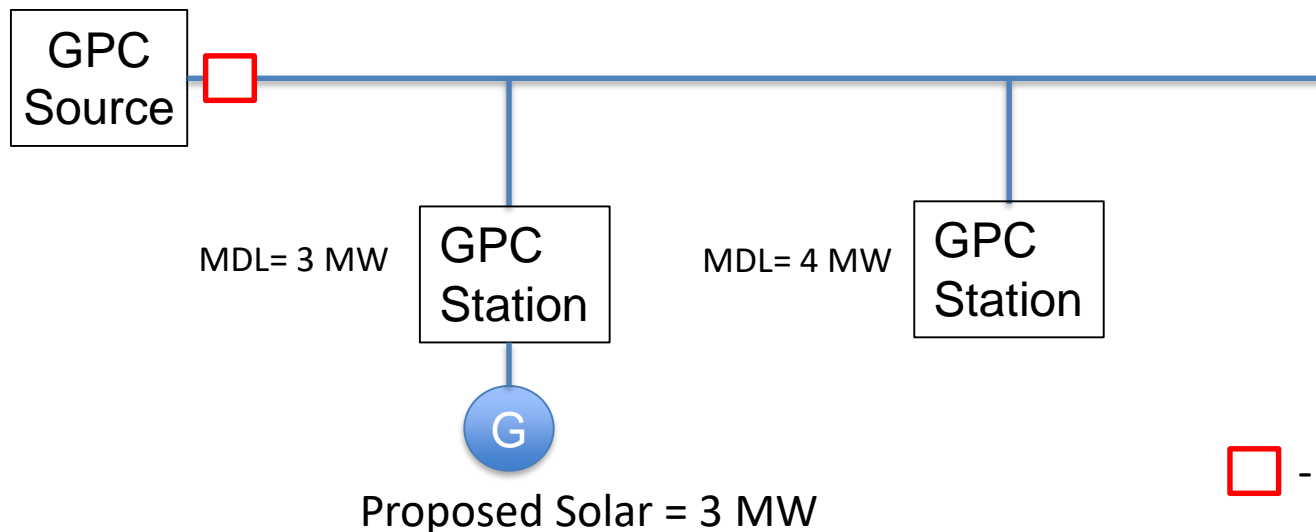 GPC
Source
MDL= 3 MW
GPC
Station
MDL= 4 MW
GPC
Station
G
-
Proposed Solar = 3 MW